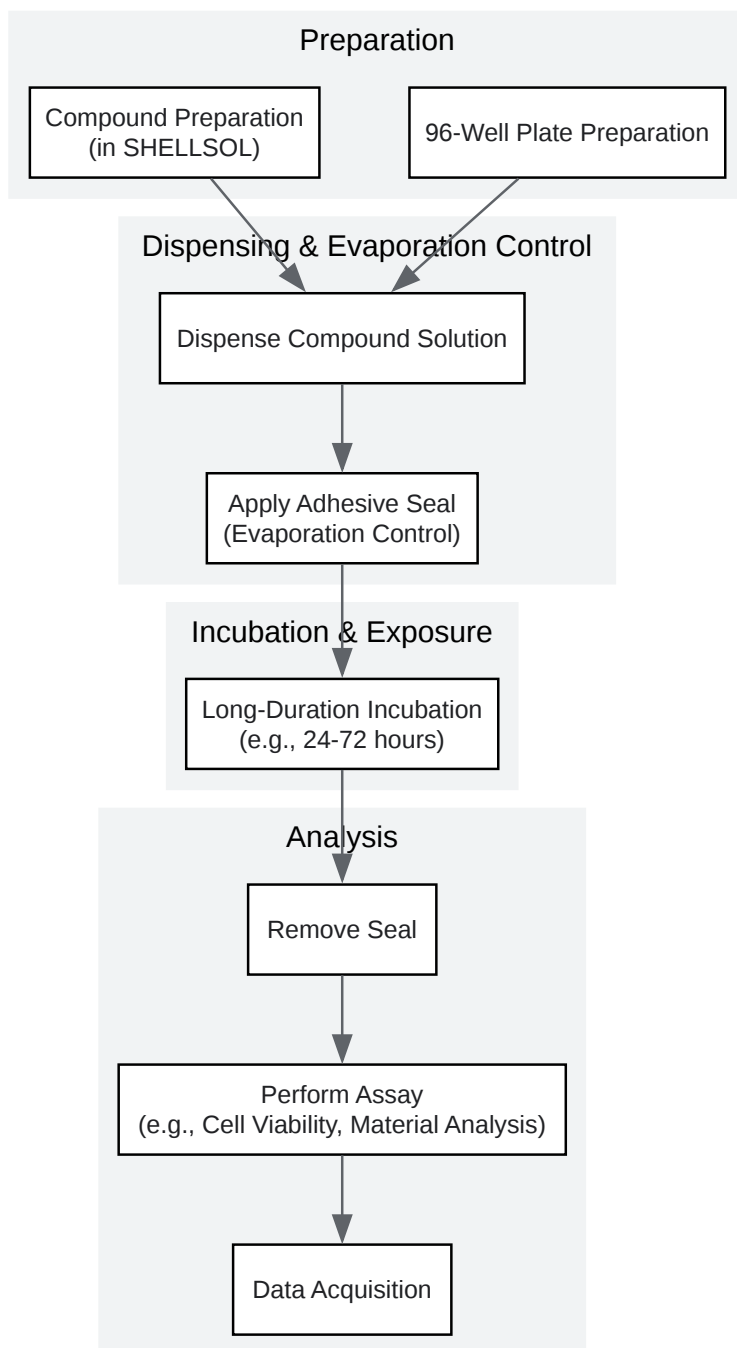 Preparation
Compound Preparation
(in SHELLSOL)
96-Well Plate Preparation
Dispensing & Evaporation Control
Dispense Compound Solution
Apply Adhesive Seal
(Evaporation Control)
Incubation & Exposure
Long-Duration Incubation
(e.g., 24-72 hours)
Analysis
Remove Seal
Perform Assay
(e.g., Cell Viability, Material Analysis)
Data Acquisition